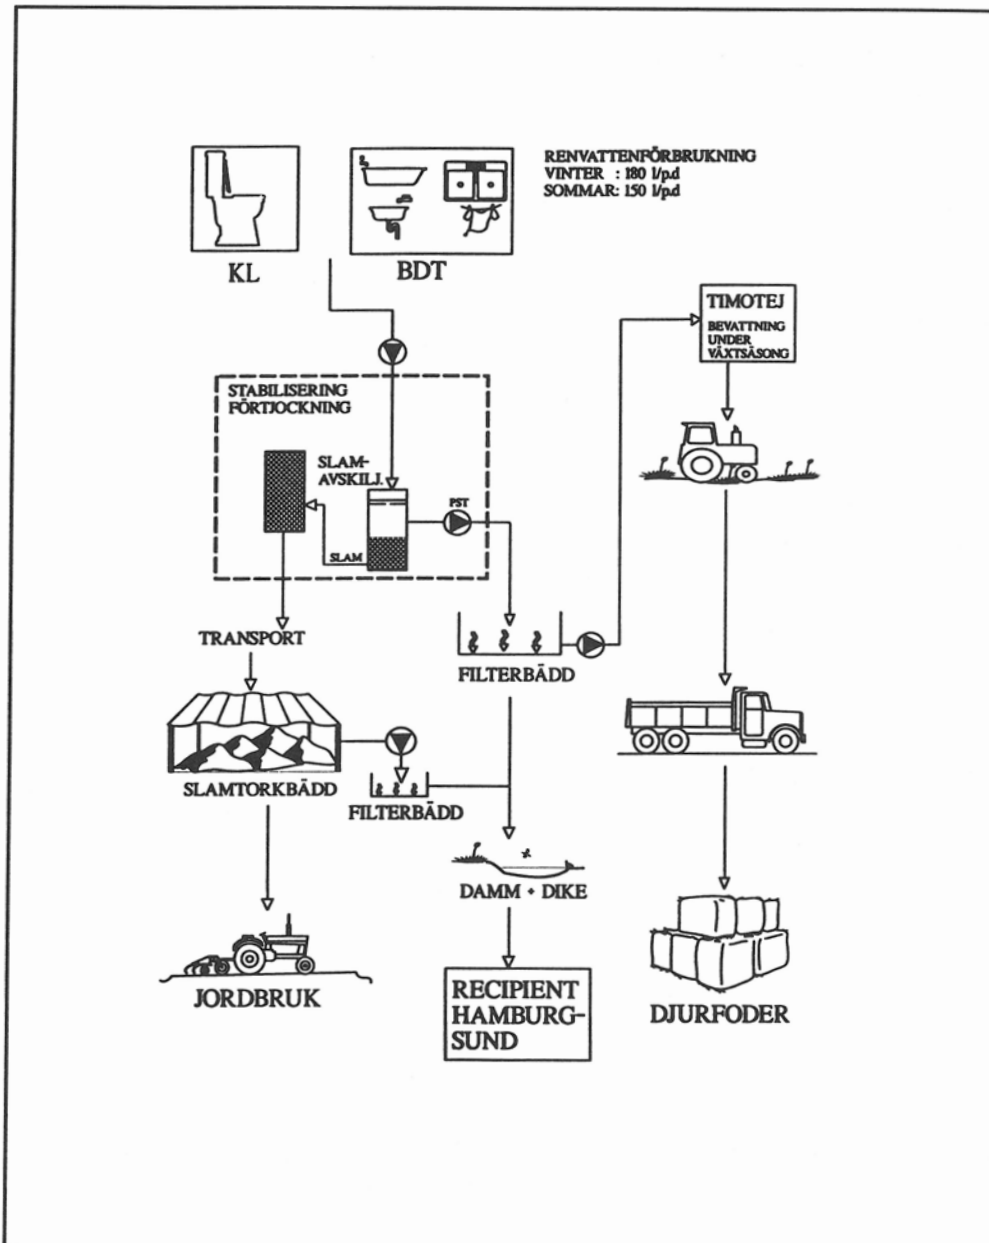 KL
BDT
RENVATTENFÖRBRUKNING
VINTER : 180 l/p.d
SOMMAR: 150 l/p.d
TIMOTEJ
BEVATTNING
UNDER
VÄXTSÄSONG
STABILISERING
FÖRTJOCKNING
SLAM-
AVSKILJ.
PST
SLAM
TRANSPORT
FILTERBÄDD
SLAMTORKBÄDD
FILTERBÄDD
DAMM + DIKE
JORDBRUK
RECIPIENT
HAMBURG-
SUND
DJURFODER